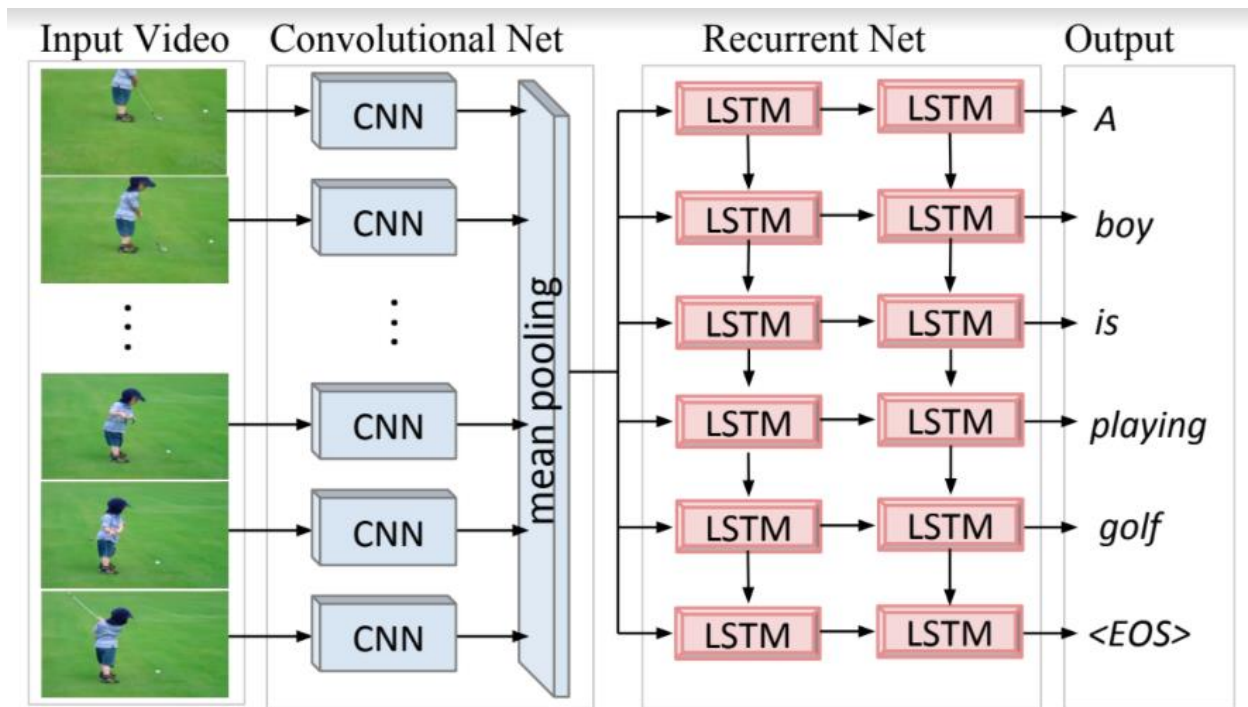 Input Video Convolutional Net Recurrent Net Output
CNN LSTM LSTM A
CNN LSTM LSTM boy
mean pooling
LSTM LSTM is
CNN LSTM LSTM playing
CNN LSTM LSTM golf
CNN LSTM LSTM <EOS>